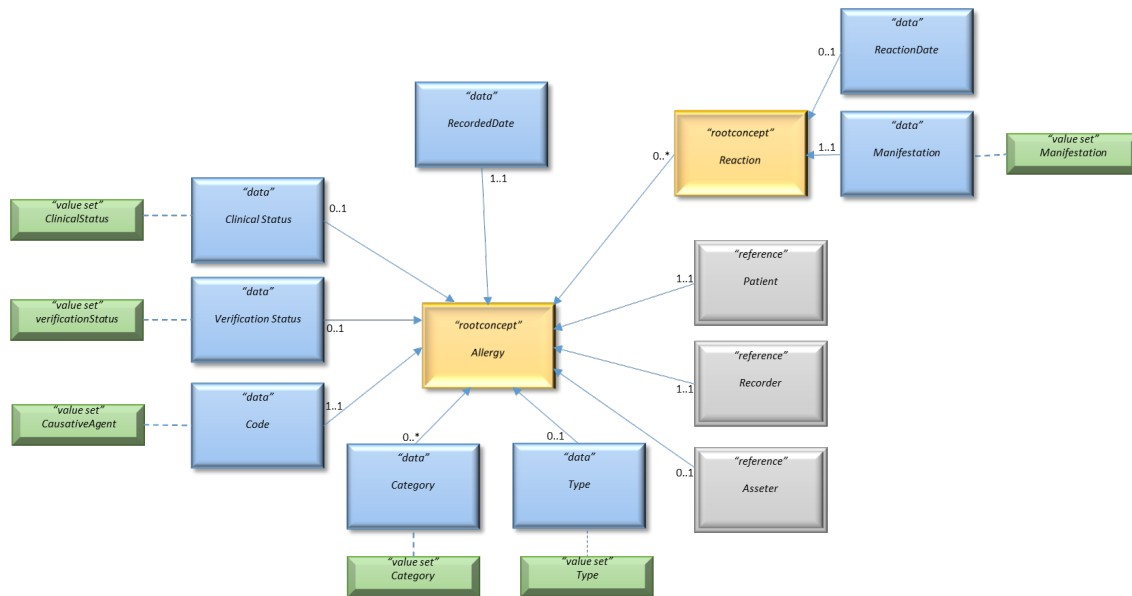 “data”
ReactionDate
0..1
“data”
RecordedDate
1..1
“rootconcept”
Reaction
0..*
“data”
Manifestation
1..1
“value set”
Manifestation
“data”
Clinical Status
0..1
“value set”
ClinicalStatus
“reference”
Patient
1..1
“data”
Verification Status
0..1
“value set”
verificationStatus
“rootconcept”
Allergy
“reference”
Recorder
1..1
“data”
Code
1..1
“value set”
CausativeAgent
0..*
“data”
Category
0..1
“data”
Type
“reference”
Asseter
0..1
“value set”
Category
“value set”
Type